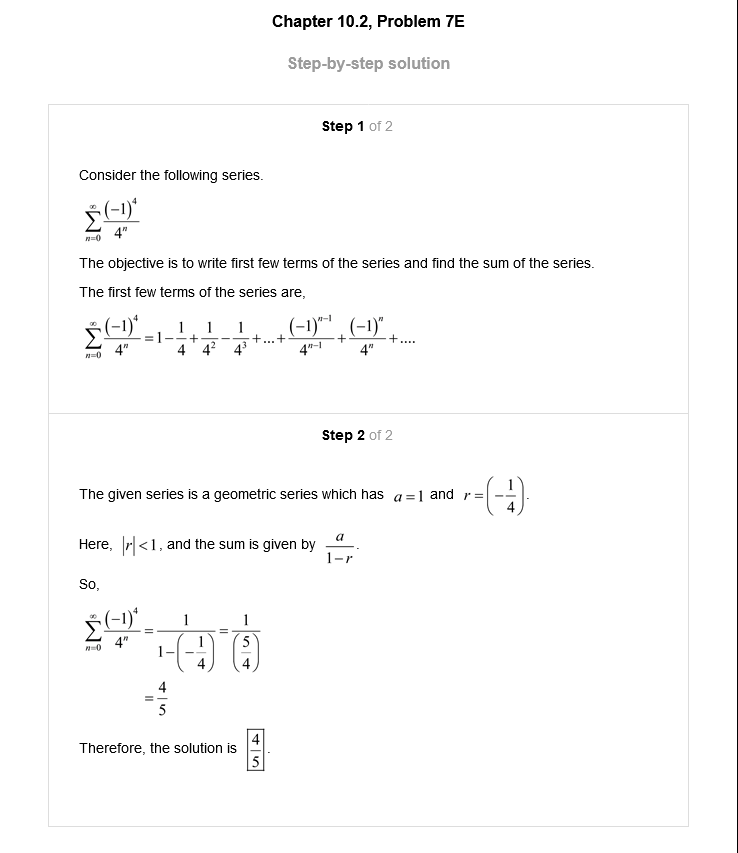 Chapter 10.2, Problem 7E
Step-by-step solution
Step 1 of 2
Consider the following series.
$\sum_{n=0}^{\infty} \frac{(-1)^4}{4^n}$
The objective is to write first few terms of the series and find the sum of the series.
The first few terms of the series are,
$\sum_{n=0}^{\infty} \frac{(-1)^4}{4^n} = 1 - \frac{1}{4} + \frac{1}{4^2} - \frac{1}{4^3} + ... + \frac{(-1)^{n-1}}{4^{n-1}} + \frac{(-1)^n}{4^n} + ....$
Step 2 of 2
The given series is a geometric series which has $a = 1$ and $r = \left(-\frac{1}{4}\right)$.
Here, $|r| < 1$, and the sum is given by $\frac{a}{1-r}$.
So,
$\sum_{n=0}^{\infty} \frac{(-1)^4}{4^n} = \frac{1}{1-\left(-\frac{1}{4}\right)} = \frac{1}{\left(\frac{5}{4}\right)}$
$= \frac{4}{5}$
Therefore, the solution is $\boxed{\frac{4}{5}}$.